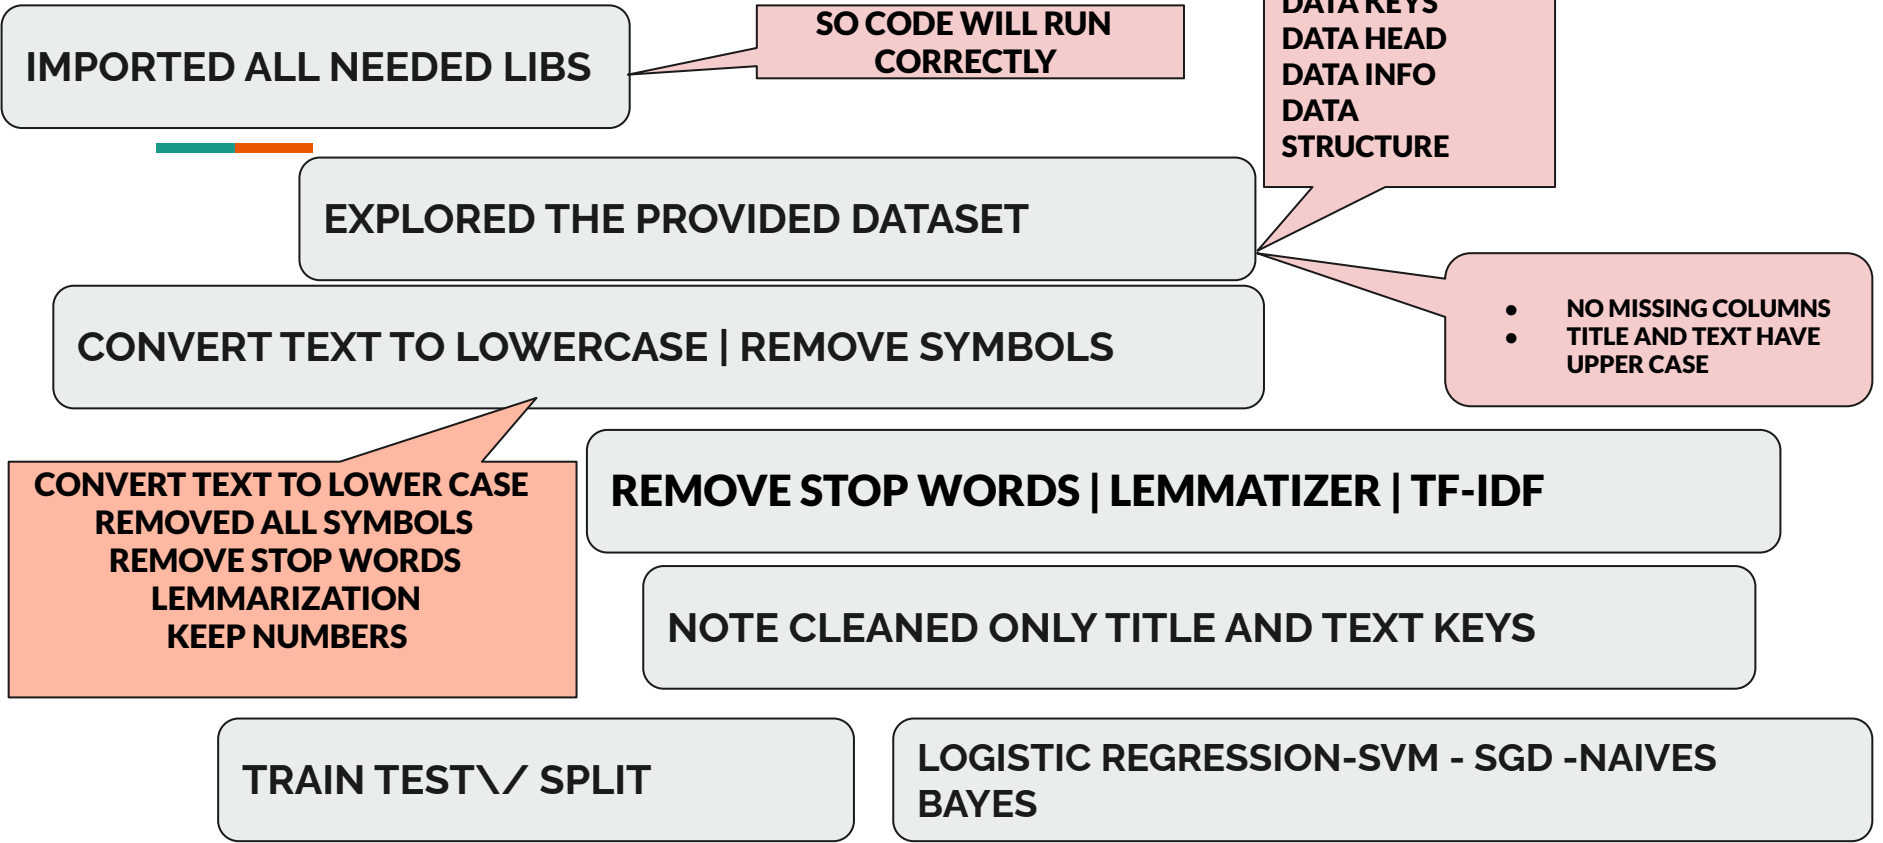 IMPORTED ALL NEEDED LIBS
SO CODE WILL RUN
CORRECTLY
DATA KEYS
DATA HEAD
DATA INFO
DATA
STRUCTURE
EXPLORED THE PROVIDED DATASET
• NO MISSING COLUMNS
• TITLE AND TEXT HAVE
UPPER CASE
CONVERT TEXT TO LOWERCASE | REMOVE SYMBOLS
CONVERT TEXT TO LOWER CASE
REMOVED ALL SYMBOLS
REMOVE STOP WORDS
LEMMARIZATION
KEEP NUMBERS
REMOVE STOP WORDS | LEMMATIZER | TF-IDF
NOTE CLEANED ONLY TITLE AND TEXT KEYS
TRAIN TEST\/ SPLIT
LOGISTIC REGRESSION-SVM - SGD -NAIVES
BAYES